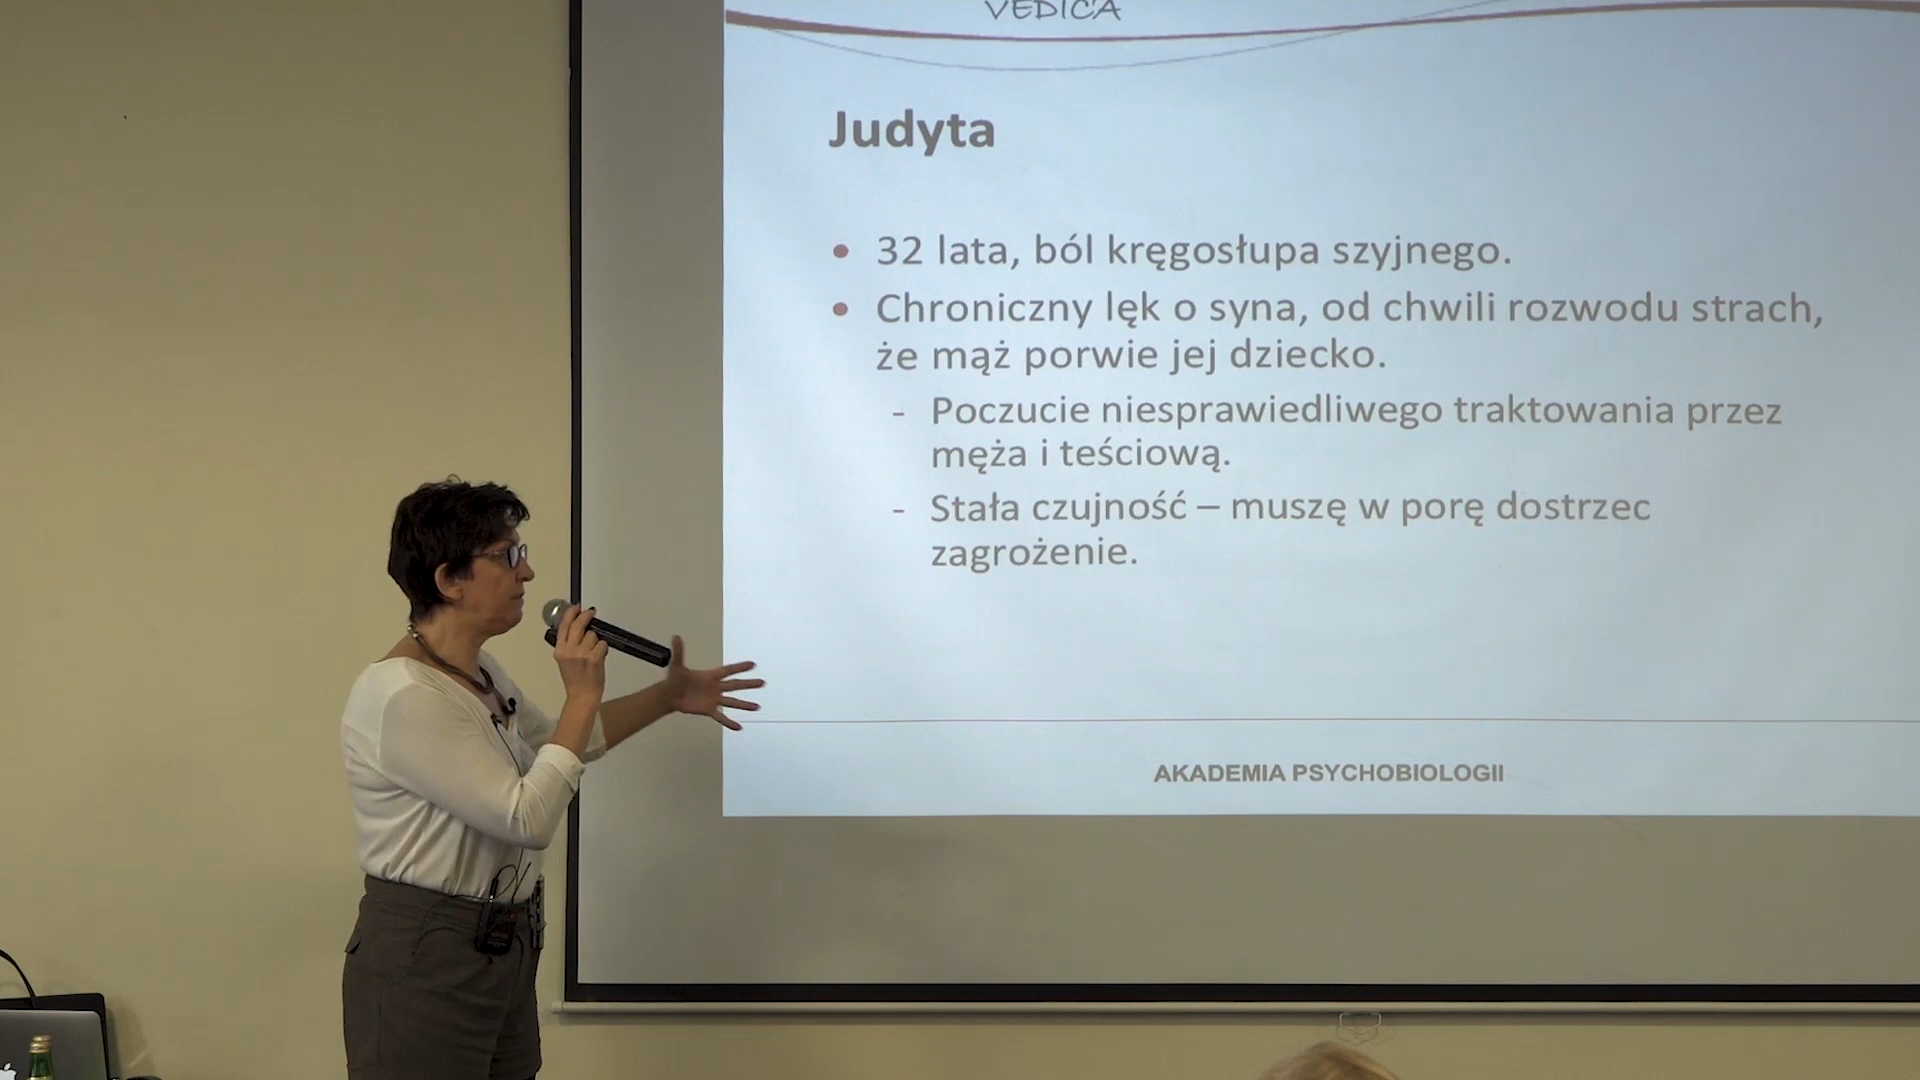 VEDICA
Judyta
• 32 lata, ból kręgosłupa szyjnego.
• Chroniczny lęk o syna, od chwili rozwodu strach,
że mąż porwie jej dziecko.
- Poczucie niesprawiedliwego traktowania przez
męża i teściową.
- Stała czujność – muszę w porę dostrzec
zagrożenie.
AKADEMIA PSYCHOBIOLOGII